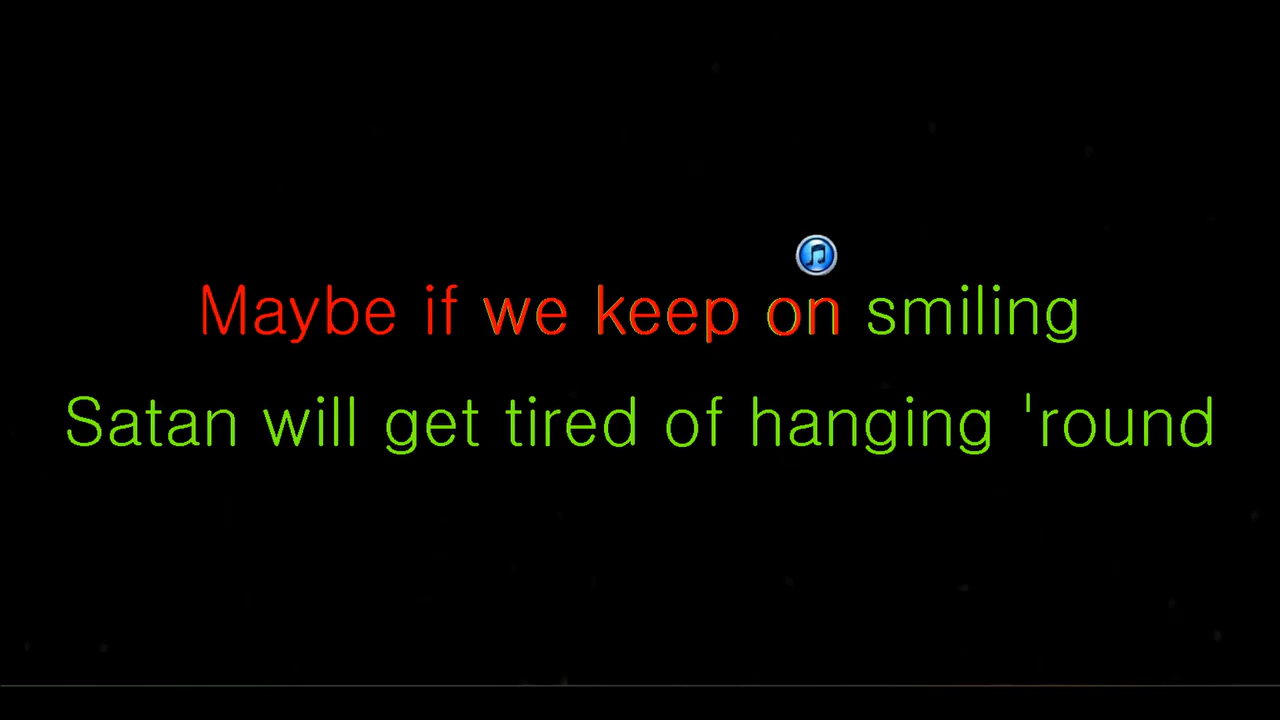 Maybe if we keep on smiling
Satan will get tired of hanging 'round